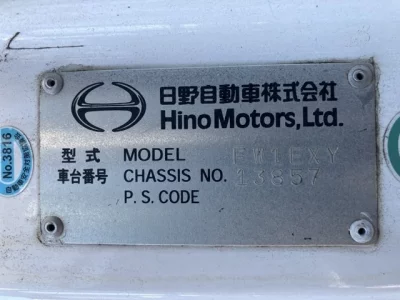 日野自動車株式会社
Hino Motors, Ltd.
型式 MODEL FW1EXY
車台番号 CHASSIS NO. 13857
P.S. CODE
No.3816